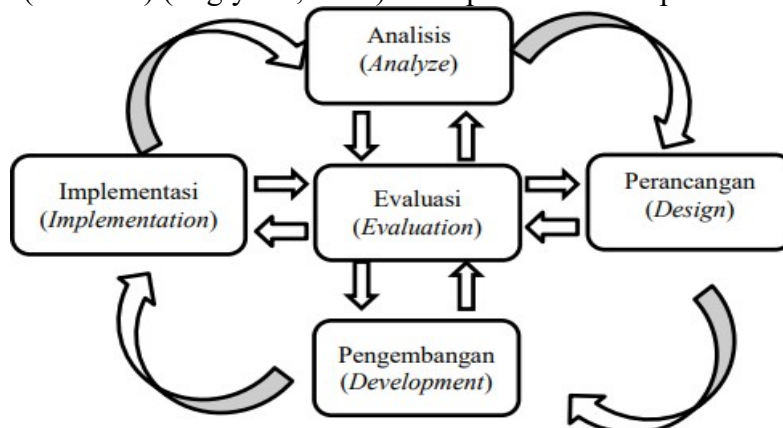 Analisis
(Analyze)
Implementasi
(Implementation)
Evaluasi
(Evaluation)
Perancangan
(Design)
Pengembangan
(Development)